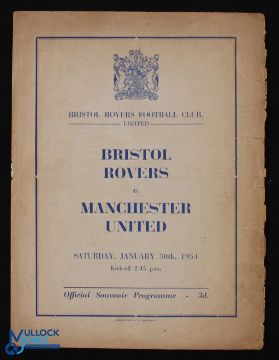 BRISTOL ROVERS FOOTBALL CLUB,
LIMITED
BRISTOL
ROVERS
v.
MANCHESTER
UNITED
SATURDAY, JANUARY 30th, 1954
Kick-off 2.45 p.m.
Official Souvenir Programme - 3d.
MULLOCK